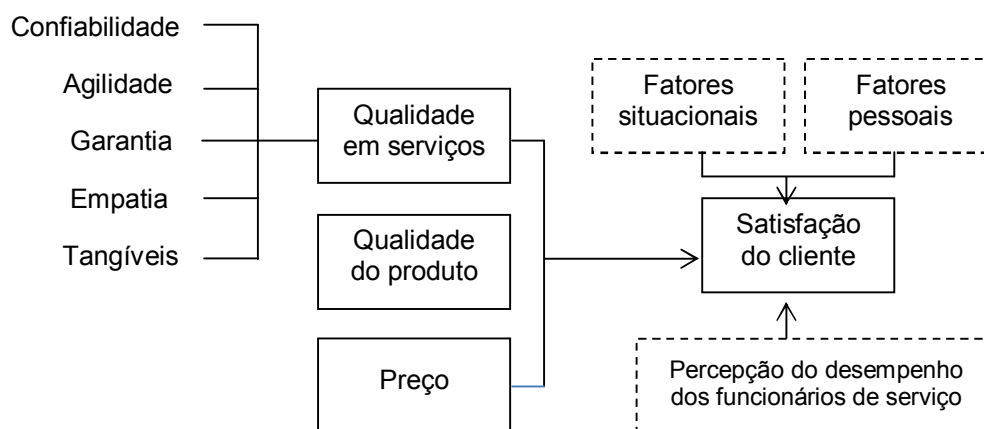 Confiabilidade
Agilidade
Garantia
Empatia
Tangíveis
Qualidade
em serviços
Qualidade
do produto
Preço
Fatores
situacionais
Fatores
pessoais
Satisfação
do cliente
Percepção do desempenho
dos funcionários de serviço